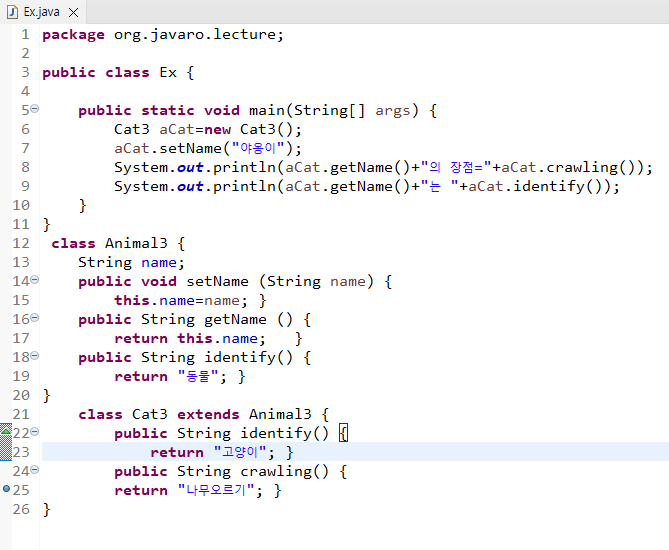 Ex.java
1 package org.javaro.lecture;
2
3 public class Ex {
4
5 public static void main(String[] args) {
6 Cat3 aCat=new Cat3();
7 aCat.setName("야옹이");
8 System.out.println(aCat.getName()+"의 장점="+aCat.crawling());
9 System.out.println(aCat.getName()+"는 "+aCat.identify());
10 }
11 }
12 class Animal3 {
13 String name;
14 public void setName (String name) {
15 this.name=name; }
16 public String getName () {
17 return this.name; }
18 public String identify() {
19 return "동물"; }
20 }
21 class Cat3 extends Animal3 {
22 public String identify() {
23 return "고양이"; }
24 public String crawling() {
25 return "나무오르기"; }
26 }